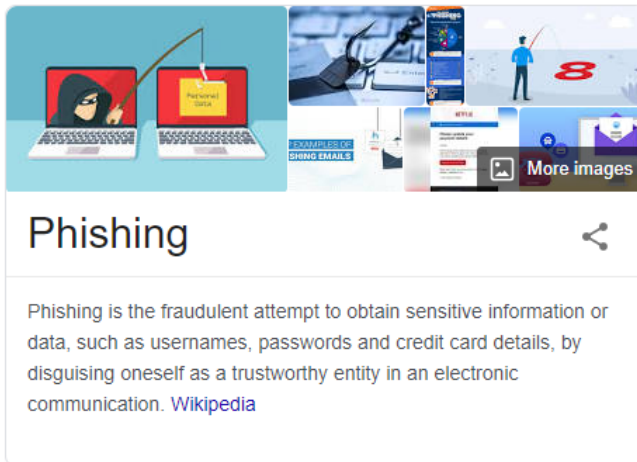 Personal
Data
EXAMPLES OF
SHING EMAILS
NETFLIX
8
More images
Phishing
Phishing is the fraudulent attempt to obtain sensitive information or
data, such as usernames, passwords and credit card details, by
disguising oneself as a trustworthy entity in an electronic
communication. Wikipedia